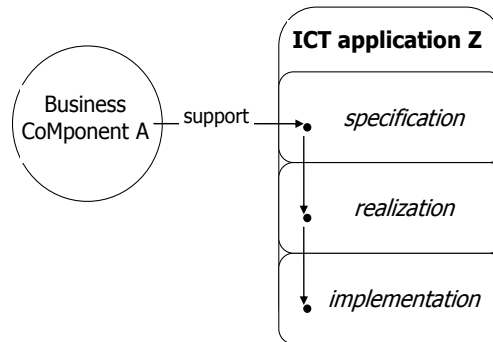 ICT application Z
Business
CoMponent A
support
specification
realization
implementation